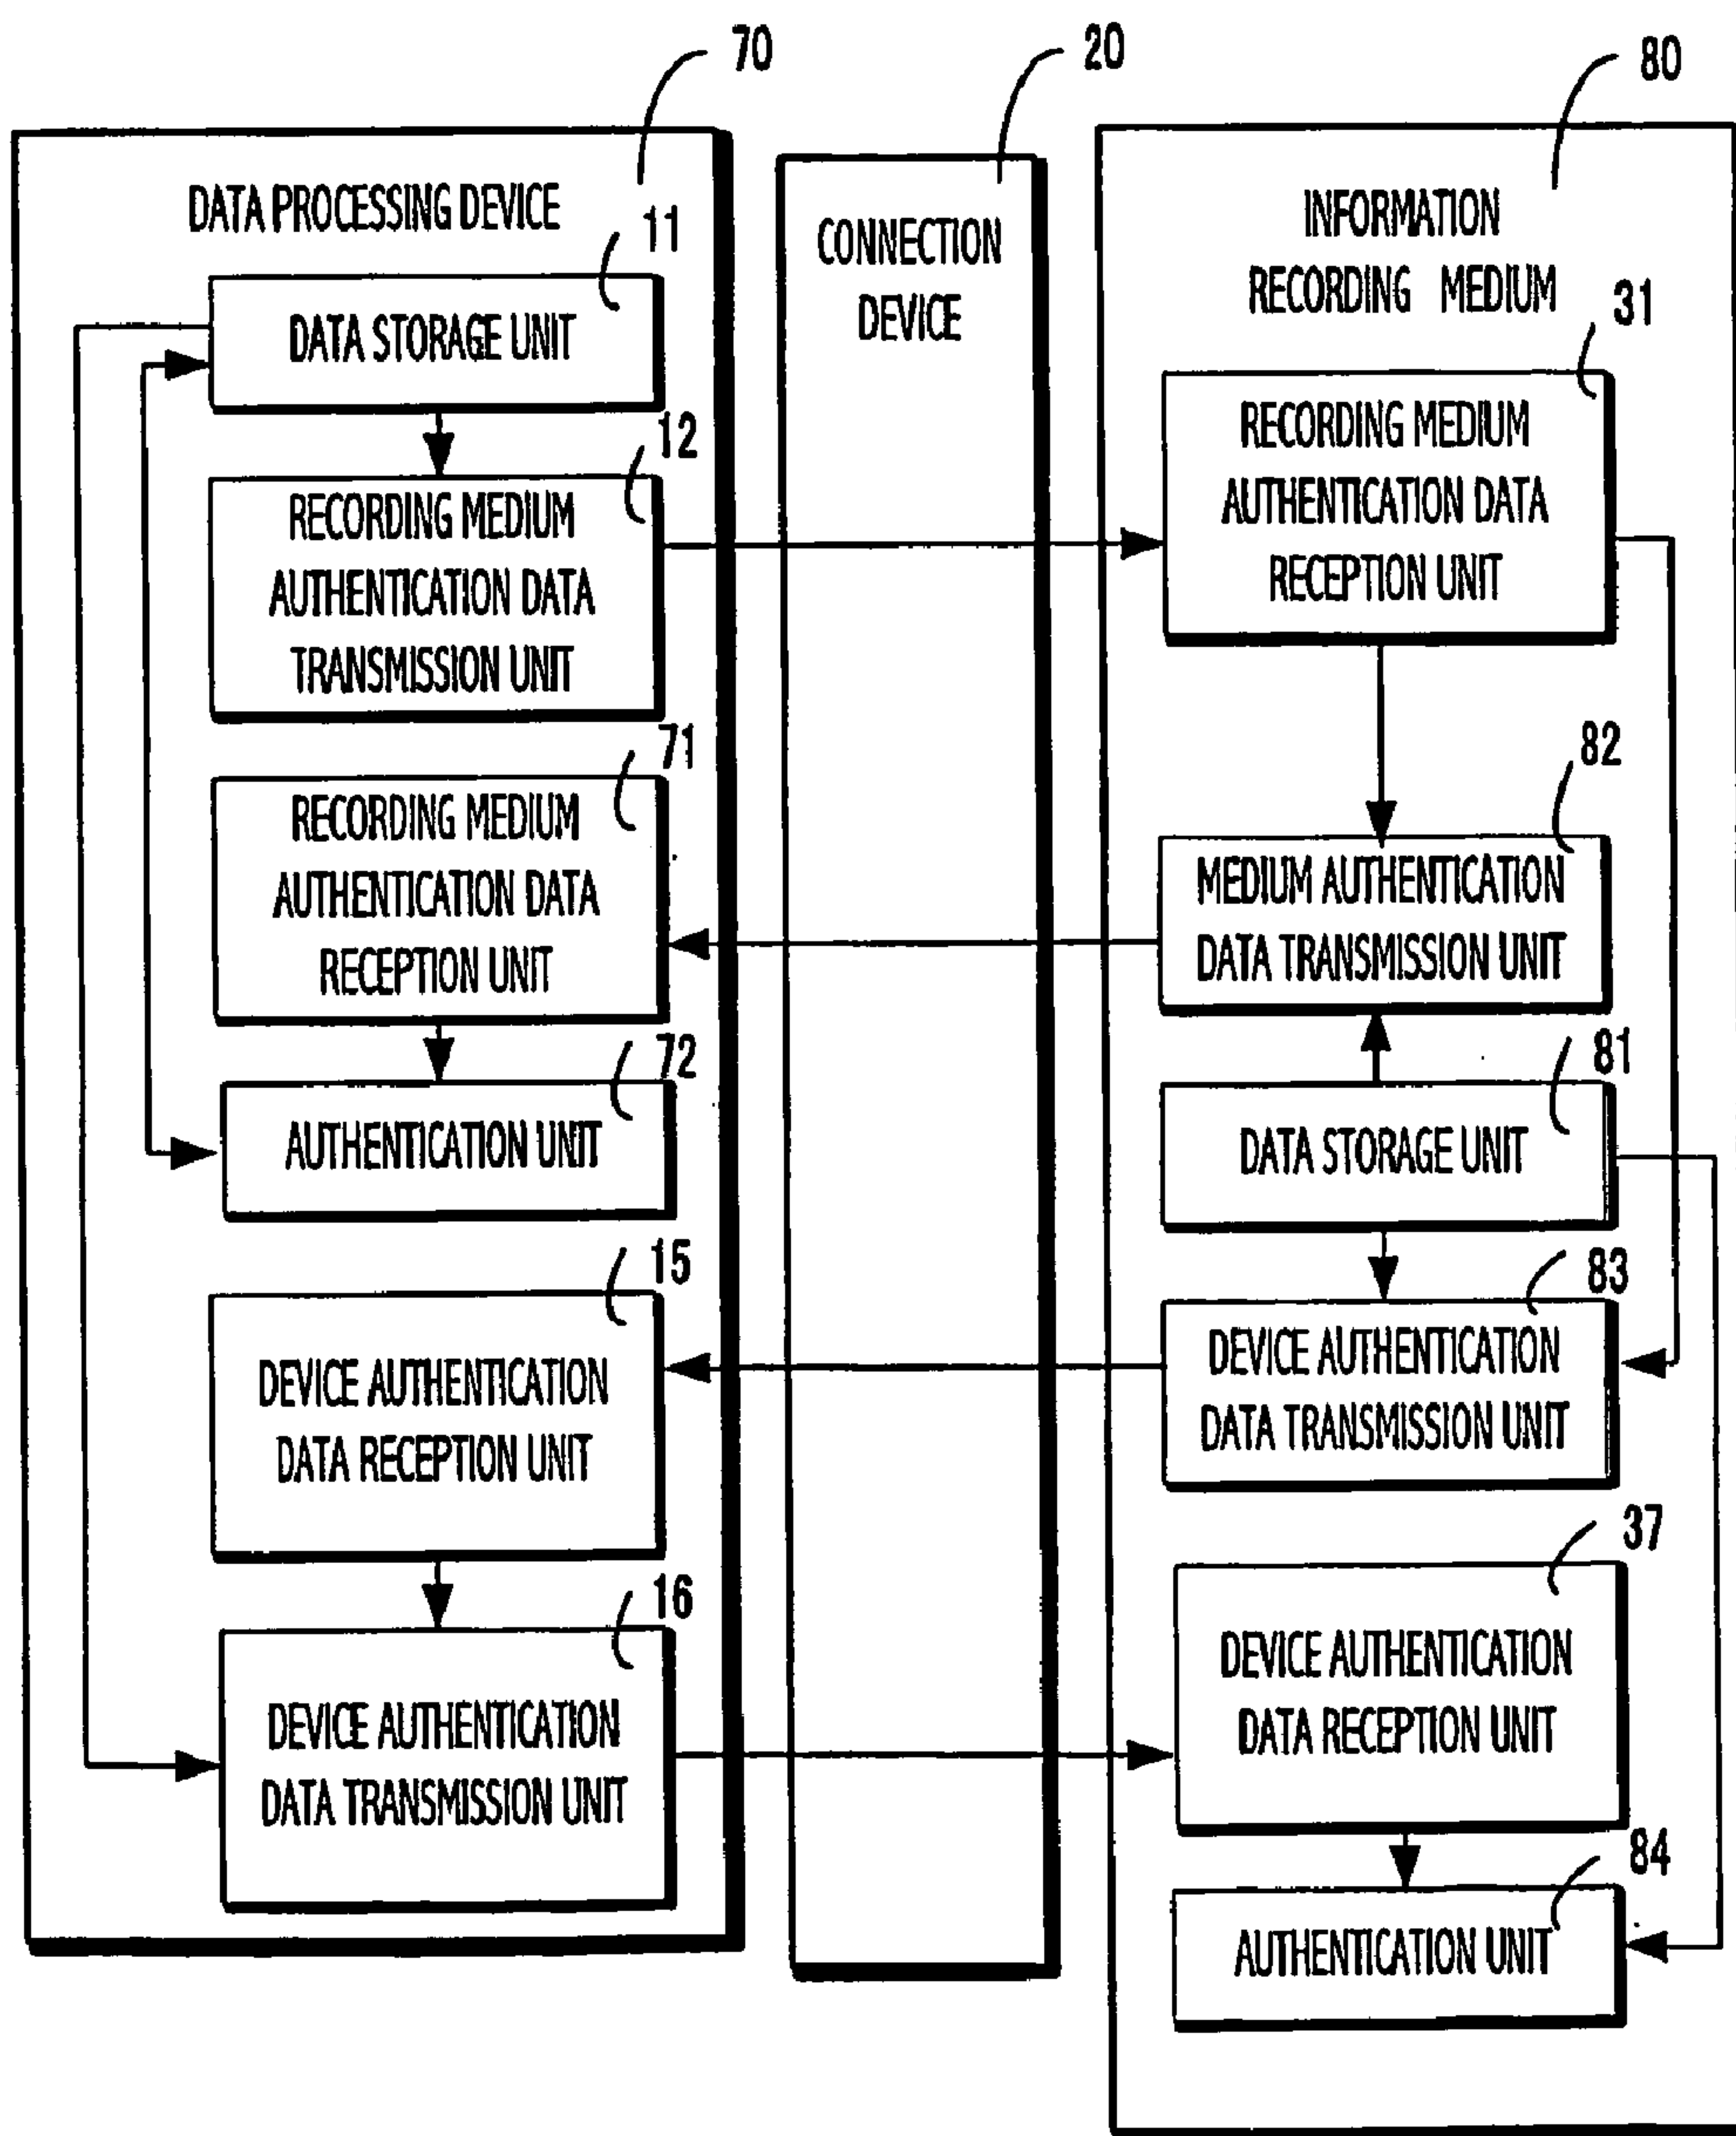 70
20
80
DATA PROCESSING DEVICE
11
DATA STORAGE UNIT
12
RECORDING MEDIUM
AUTHENTICATION DATA
TRANSMISSION UNIT
71
RECORDING MEDIUM
AUTHENTICATION DATA
RECEPTION UNIT
72
AUTHENTICATION UNIT
15
DEVICE AUTHENTICATION
DATA RECEPTION UNIT
16
DEVICE AUTHENTICATION
DATA TRANSMISSION UNIT
CONNECTION
DEVICE
INFORMATION
RECORDING MEDIUM
31
RECORDING MEDIUM
AUTHENTICATION DATA
RECEPTION UNIT
82
MEDIUM AUTHENTICATION
DATA TRANSMISSION UNIT
81
DATA STORAGE UNIT
83
DEVICE AUTHENTICATION
DATA TRANSMISSION UNIT
37
DEVICE AUTHENTICATION
DATA RECEPTION UNIT
84
AUTHENTICATION UNIT